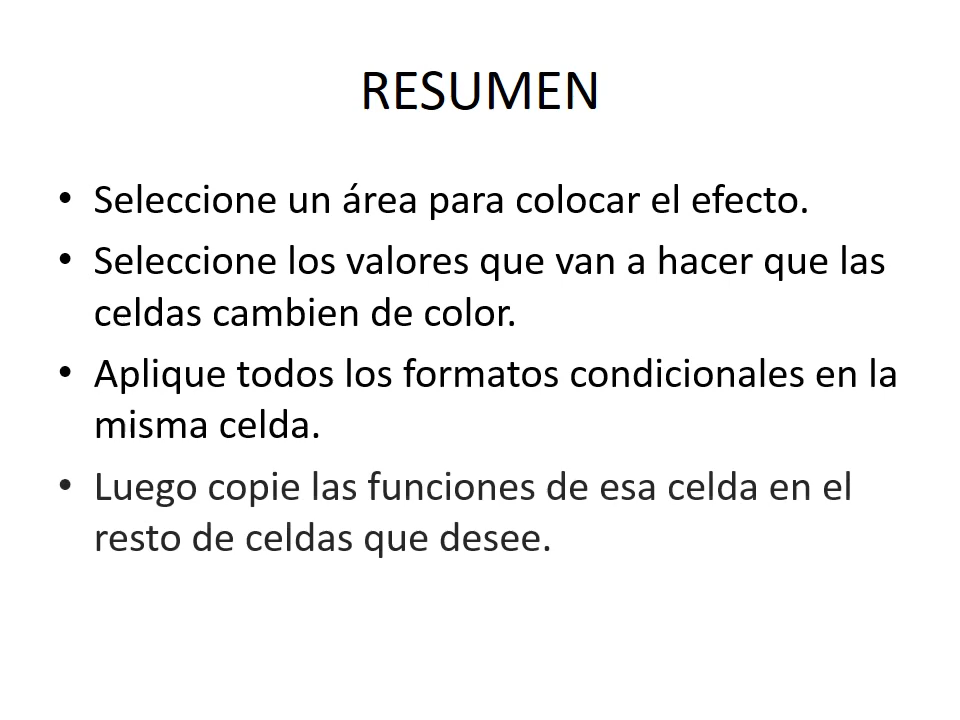 RESUMEN
• Seleccione un área para colocar el efecto.
• Seleccione los valores que van a hacer que las
celdas cambien de color.
• Aplique todos los formatos condicionales en la
misma celda.
• Luego copie las funciones de esa celda en el
resto de celdas que desee.